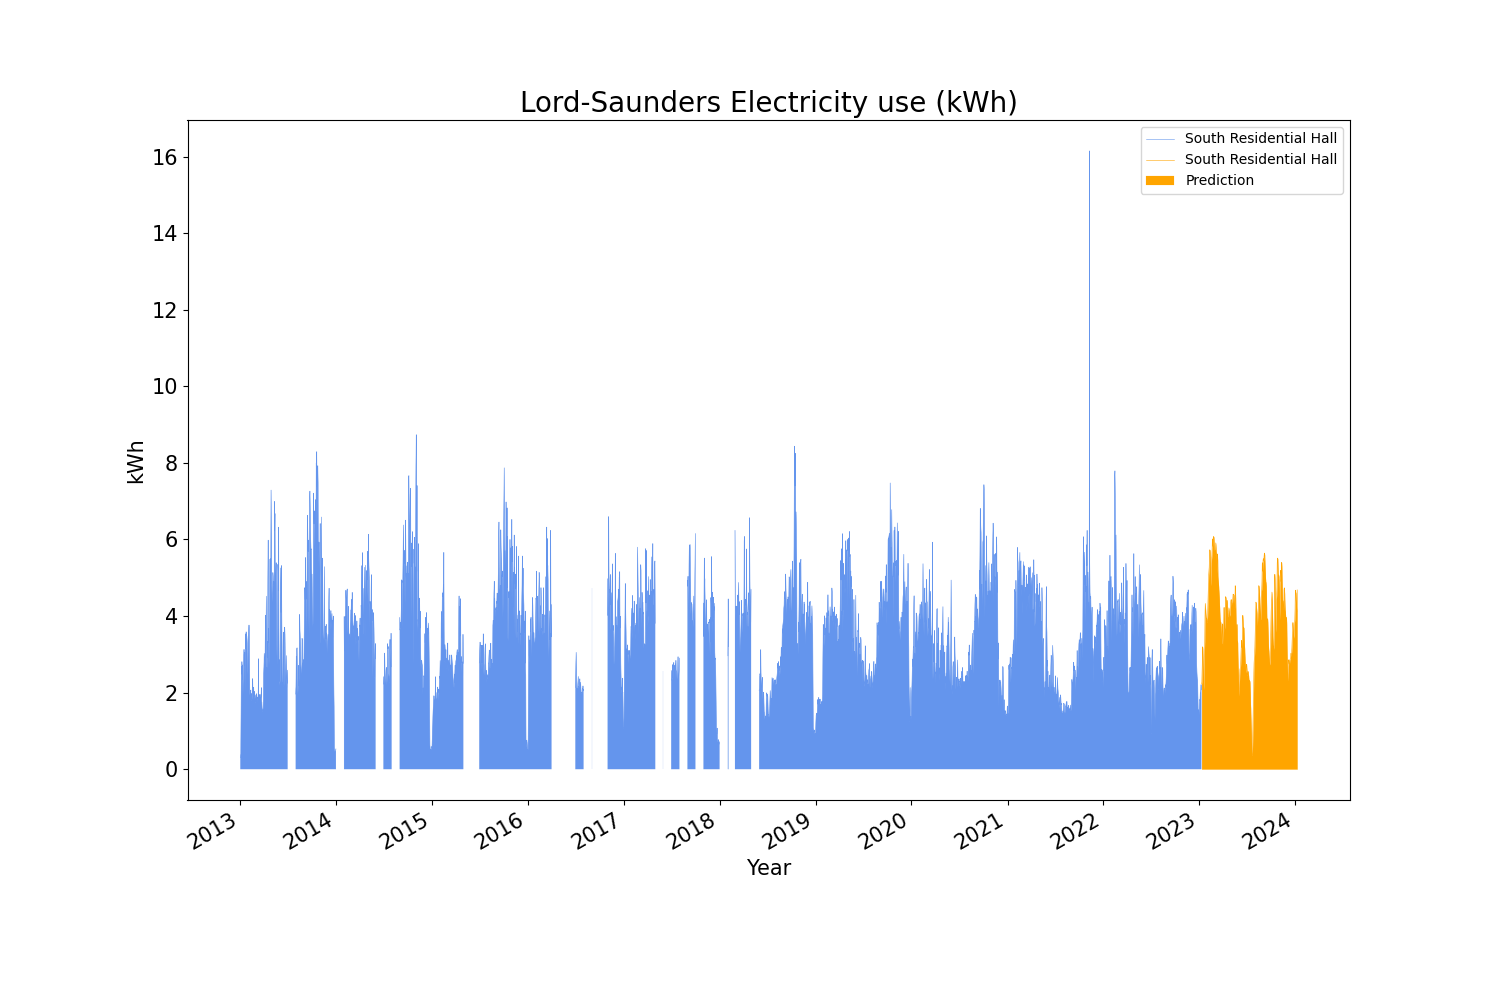 Lord-Saunders Electricity use (kWh)
South Residential Hall
South Residential Hall
Prediction
16
14
12
10
8
6
4
2
0
kWh
2013 2014 2015 2016 2017 2018 2019 2020 2021 2022 2023 2024
Year